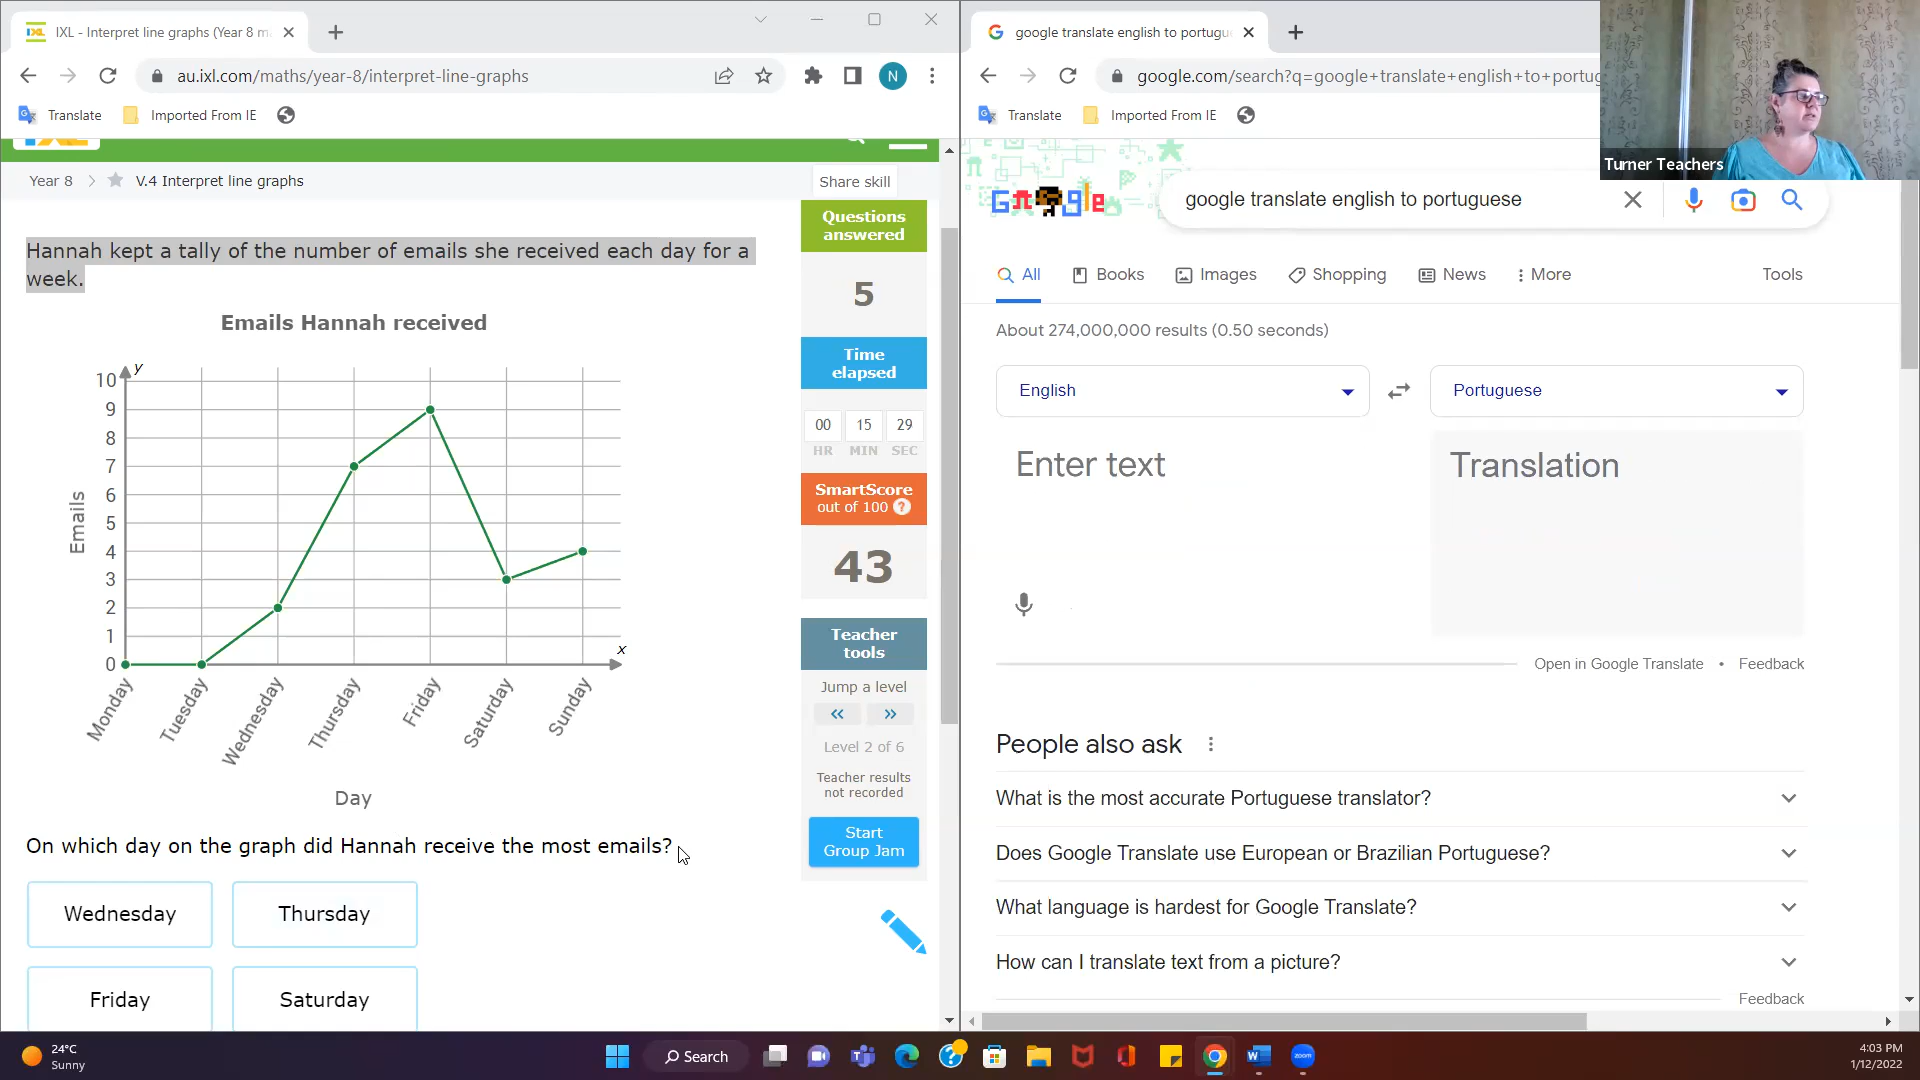 IXL - Interpret line graphs (Year 8 m
au.ixl.com/maths/year-8/interpret-line-graphs
N
Translate
Imported From IE
Year 8
V.4 Interpret line graphs
Share skill
Hannah kept a tally of the number of emails she received each day for a
week.
Emails Hannah received
y
10
9
8
7
6
5
4
3
2
1
0
x
Emails
Monday
Tuesday
Wednesday
Thursday
Friday
Saturday
Sunday
Day
On which day on the graph did Hannah receive the most emails?
Wednesday
Thursday
Friday
Saturday
Questions
answered
5
Time
elapsed
00 15 29
HR MIN SEC
SmartScore
out of 100 ?
43
Teacher
tools
Jump a level
Level 2 of 6
Teacher results
not recorded
Start
Group Jam
google translate english to portugu
google.com/search?q=google+translate+english+to+portug
Translate
Imported From IE
Turner Teachers
Google
google translate english to portuguese
All
Books
Images
Shopping
News
More
Tools
About 274,000,000 results (0.50 seconds)
English
Portuguese
Enter text
Translation
Open in Google Translate • Feedback
People also ask
What is the most accurate Portuguese translator?
Does Google Translate use European or Brazilian Portuguese?
What language is hardest for Google Translate?
How can I translate text from a picture?
Feedback
24°C
Sunny
Search
zoom
4:03 PM
1/12/2022